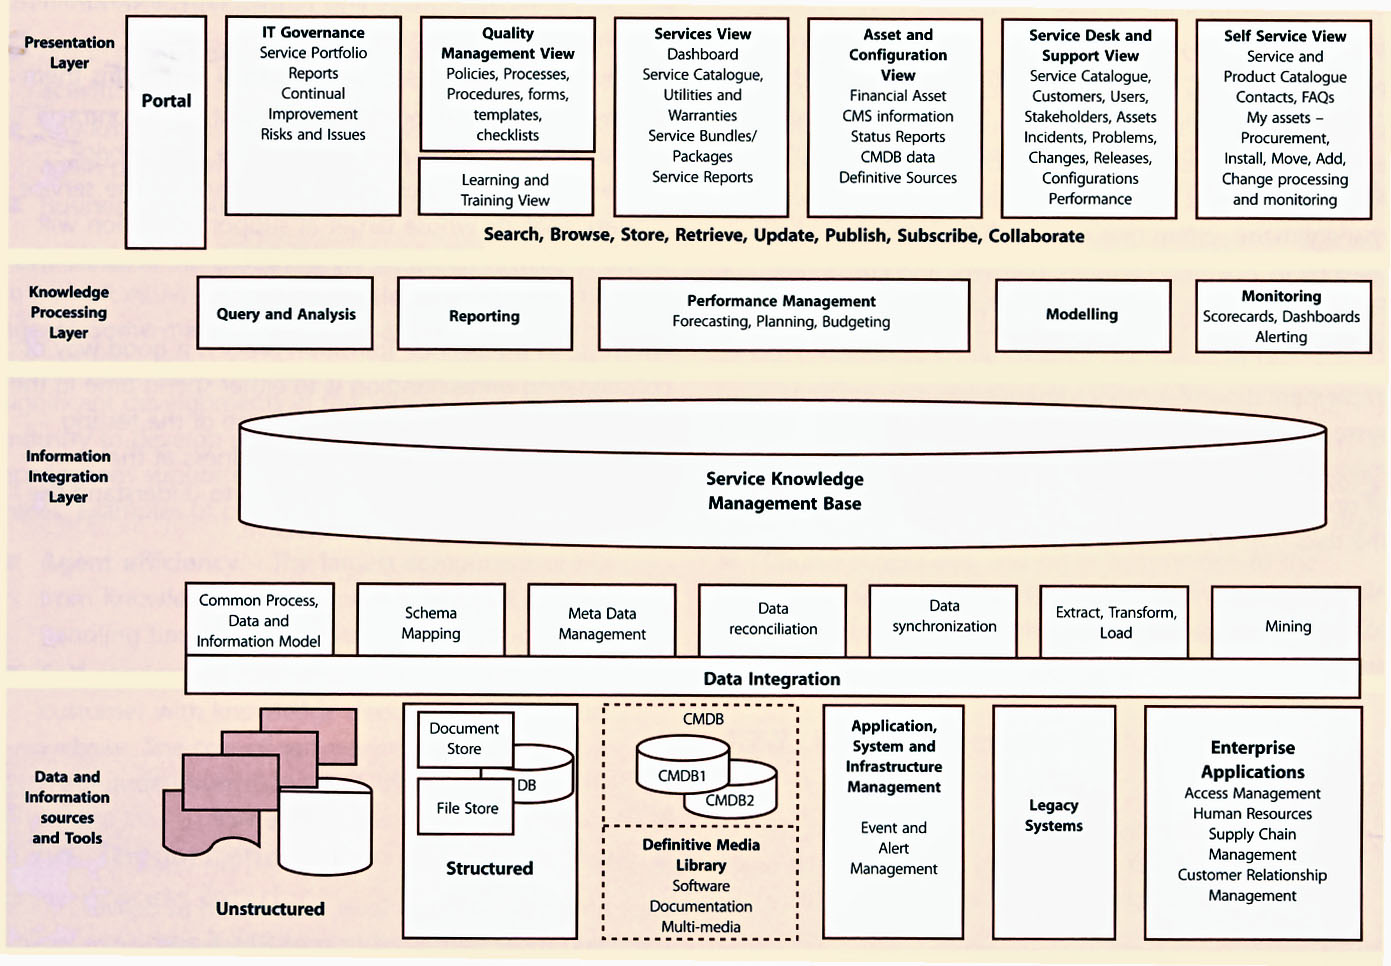 Presentation
Layer
Portal
IT Governance
Service Portfolio
Reports
Continual
Improvement
Risks and Issues
Quality
Management View
Policies, Processes,
Procedures, forms,
templates,
checklists
Learning and
Training View
Services View
Dashboard
Service Catalogue,
Utilities and
Warranties
Service Bundles/
Packages
Service Reports
Asset and
Configuration
View
Financial Asset
CMS information
Status Reports
CMDB data
Definitive Sources
Service Desk and
Support View
Service Catalogue,
Customers, Users,
Stakeholders, Assets
Incidents, Problems,
Changes, Releases,
Configurations
Performance
Self Service View
Service and
Product Catalogue
Contacts, FAQs
My assets –
Procurement,
Install, Move, Add,
Change processing
and monitoring
Search, Browse, Store, Retrieve, Update, Publish, Subscribe, Collaborate
Knowledge
Processing
Layer
Query and Analysis
Reporting
Performance Management
Forecasting, Planning, Budgeting
Modelling
Monitoring
Scorecards, Dashboards
Alerting
Information
Integration
Layer
Service Knowledge
Management Base
Common Process,
Data and
Information Model
Schema
Mapping
Meta Data
Management
Data
reconciliation
Data
synchronization
Extract, Transform,
Load
Mining
Data Integration
Data and
Information
sources
and Tools
Unstructured
Document
Store
DB
File Store
Structured
CMDB
CMDB1
CMDB2
Definitive Media
Library
Software
Documentation
Multi-media
Application,
System and
Infrastructure
Management
Event and
Alert
Management
Legacy
Systems
Enterprise
Applications
Access Management
Human Resources
Supply Chain
Management
Customer Relationship
Management